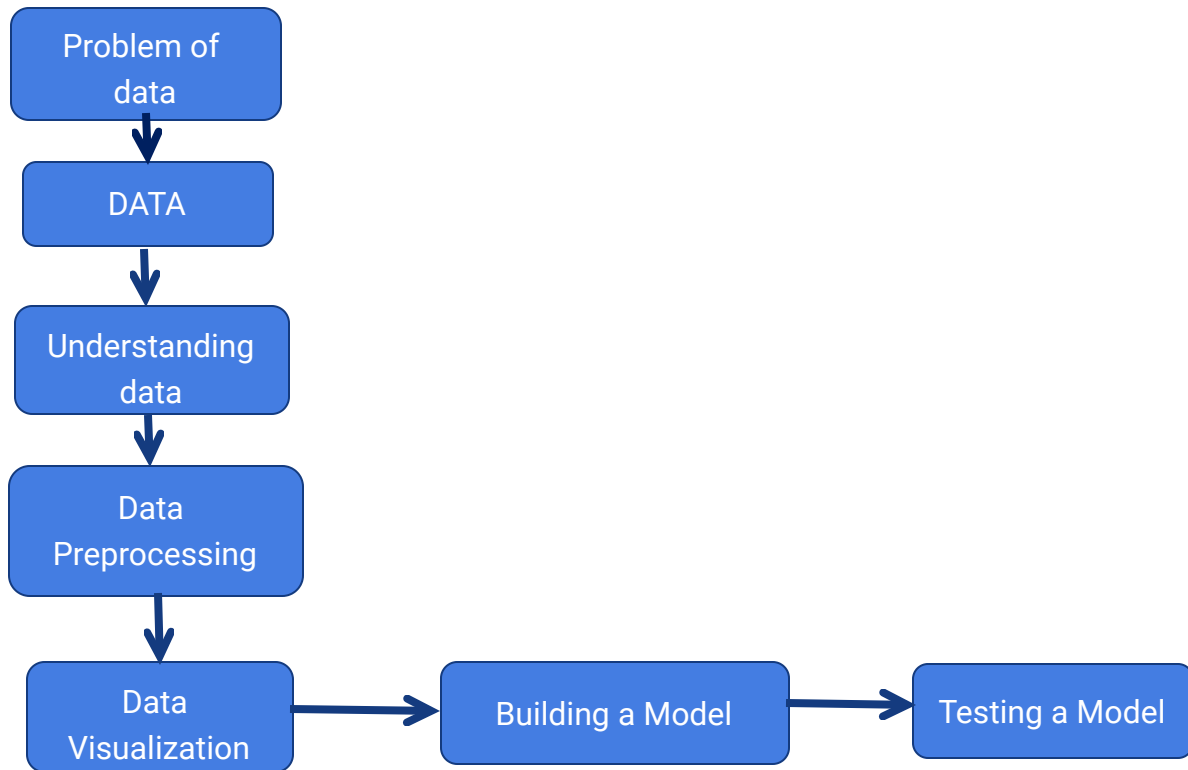 Problem of
data
DATA
Understanding
data
Data
Preprocessing
Data
Visualization
Building a Model
Testing a Model